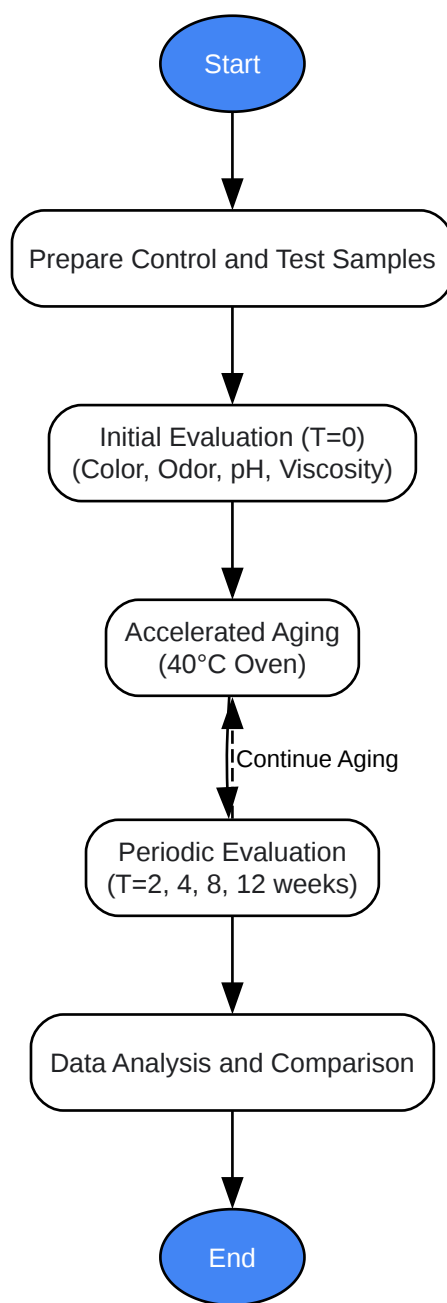 Start
Prepare Control and Test Samples
Initial Evaluation (T=0)
(Color, Odor, pH, Viscosity)
Accelerated Aging
(40°C Oven)
Continue Aging
Periodic Evaluation
(T=2, 4, 8, 12 weeks)
Data Analysis and Comparison
End